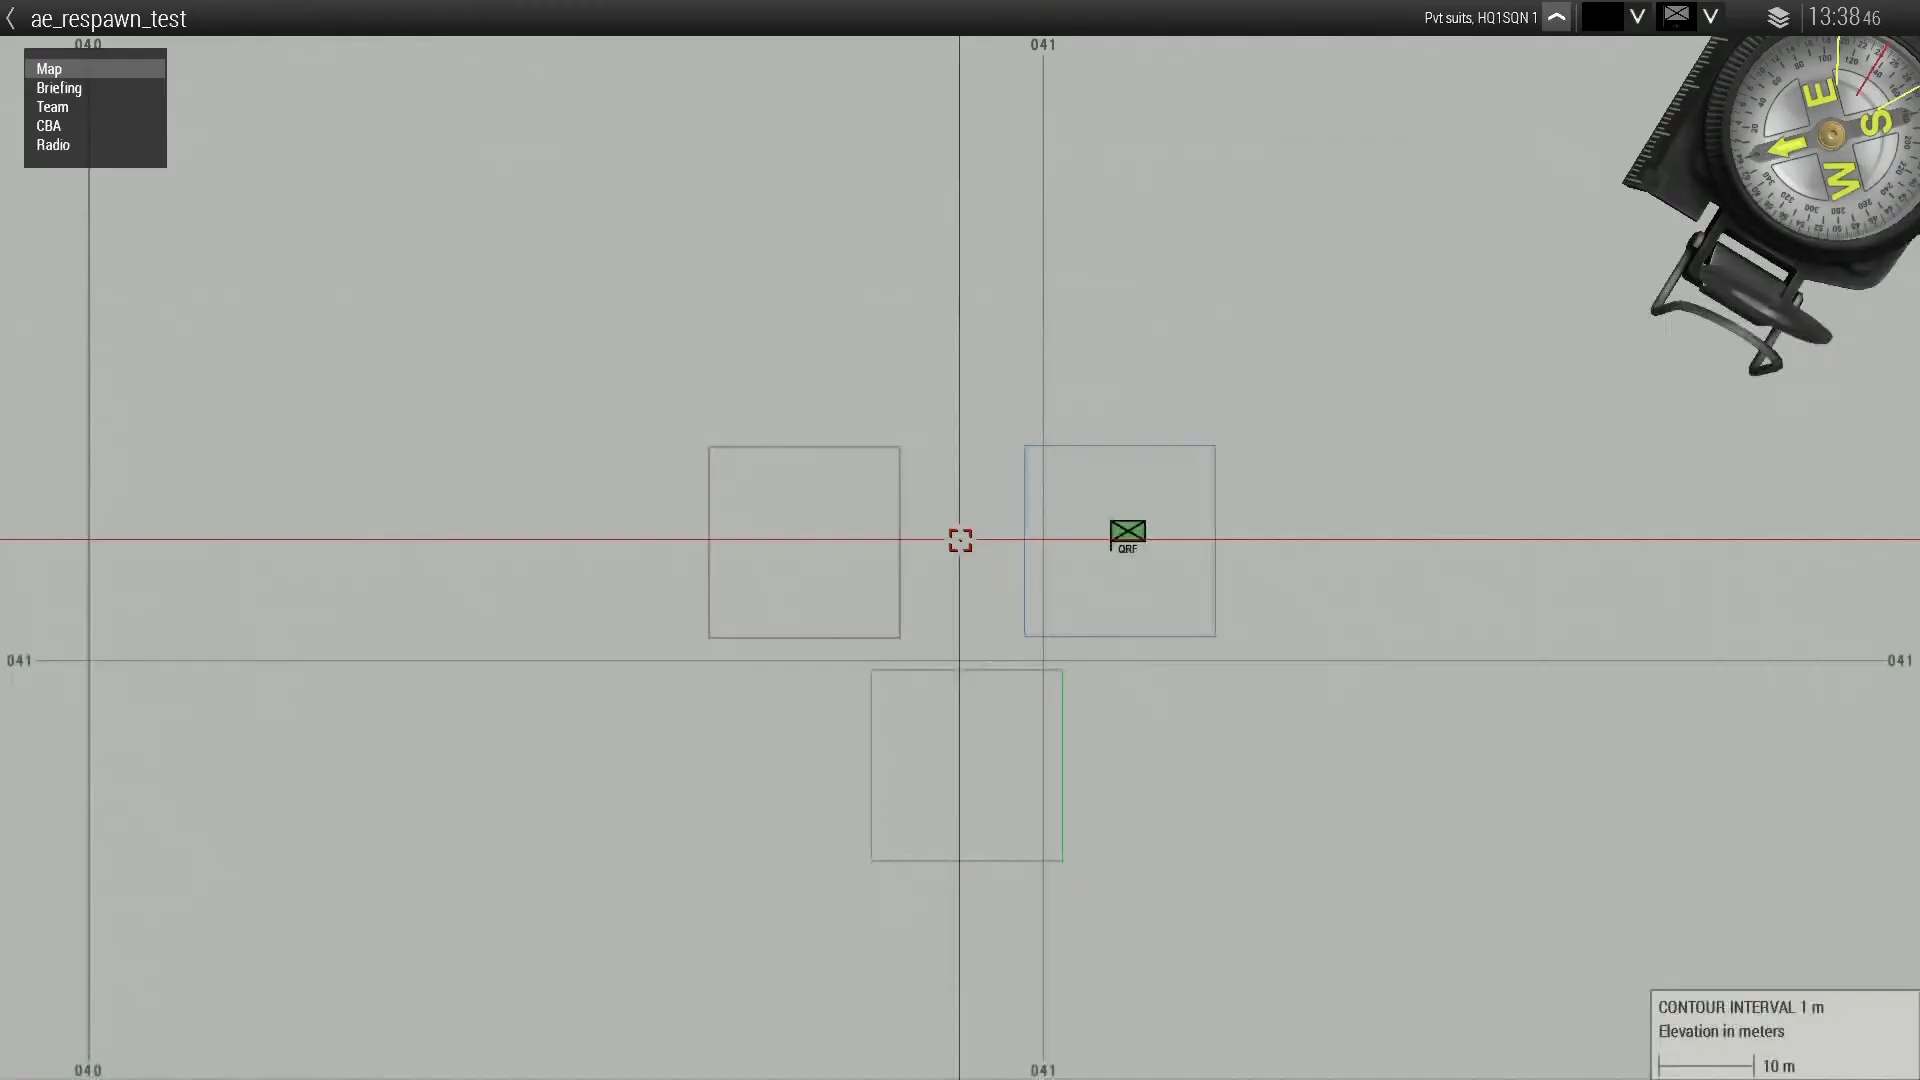 ae_respawn_test
Pvt suits, HQ1SQN 1
13:38 46
040
041
Map
Briefing
Team
CBA
Radio
E
S
W
QRF
041
041
CONTOUR INTERVAL 1 m
Elevation in meters
10 m
040
041